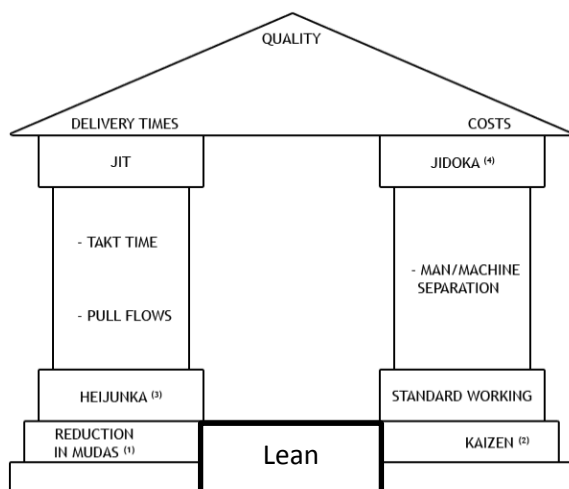 QUALITY
DELIVERY TIMES COSTS
JIT JIDOKA (4)
- TAKT TIME
- MAN/MACHINE
SEPARATION
- PULL FLOWS
HEIJUNKA (3) STANDARD WORKING
REDUCTION
IN MUDAS (1)
Lean
KAIZEN (2)